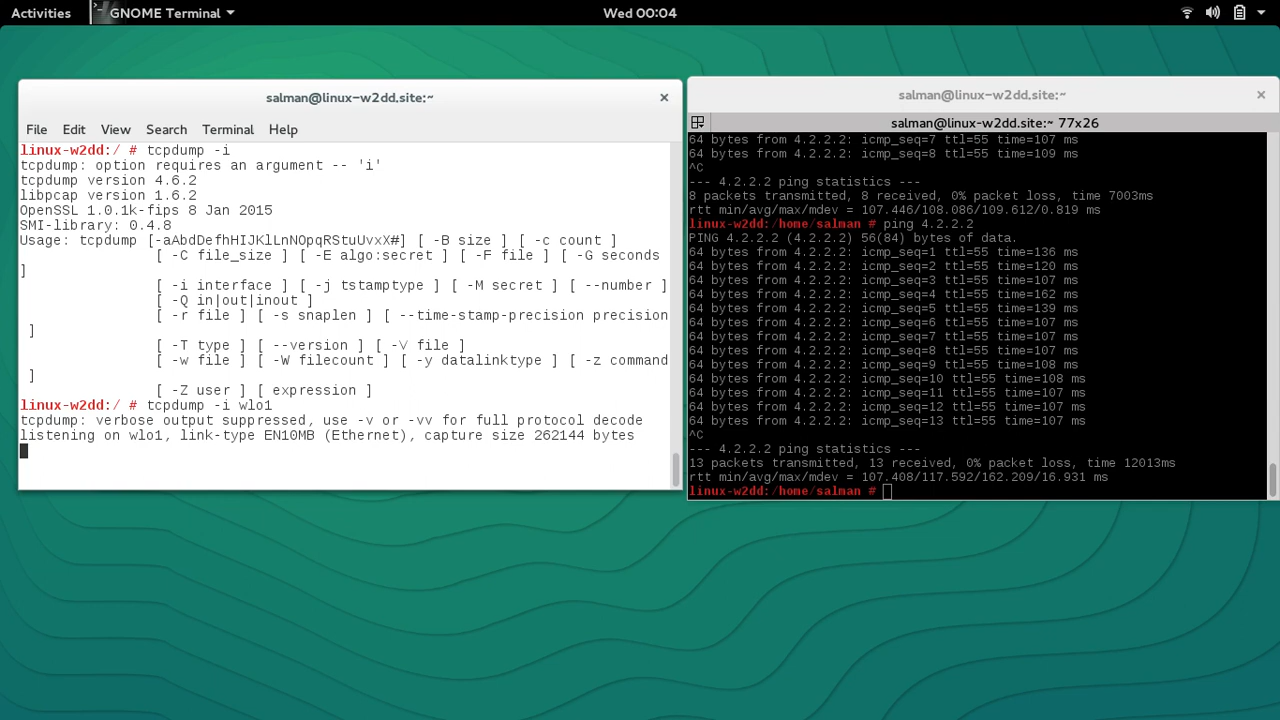 Activities GNOME Terminal Wed 00:04
salman@linux-w2dd.site:~
File Edit View Search Terminal Help
linux-w2dd:/ # tcpdump -i
tcpdump: option requires an argument -- 'i'
tcpdump version 4.6.2
libpcap version 1.6.2
OpenSSL 1.0.1k-fips 8 Jan 2015
SMI-library: 0.4.8
Usage: tcpdump [-aAbdDefhHIJKlLnNOpqRStuUvxX#] [ -B size ] [ -c count ]
[ -C file_size ] [ -E algo:secret ] [ -F file ] [ -G seconds
]
[ -i interface ] [ -j tstamptype ] [ -M secret ] [ --number ]
[ -Q in|out|inout ]
[ -r file ] [ -s snaplen ] [ --time-stamp-precision precision
]
[ -T type ] [ --version ] [ -V file ]
[ -w file ] [ -W filecount ] [ -y datalinktype ] [ -z command
]
[ -Z user ] [ expression ]
linux-w2dd:/ # tcpdump -i wlo1
tcpdump: verbose output suppressed, use -v or -vv for full protocol decode
listening on wlo1, link-type EN10MB (Ethernet), capture size 262144 bytes
salman@linux-w2dd.site:~
salman@linux-w2dd.site:~ 77x26
64 bytes from 4.2.2.2: icmp_seq=7 ttl=55 time=107 ms
64 bytes from 4.2.2.2: icmp_seq=8 ttl=55 time=109 ms
^C
--- 4.2.2.2 ping statistics ---
8 packets transmitted, 8 received, 0% packet loss, time 7003ms
rtt min/avg/max/mdev = 107.446/108.086/109.612/0.819 ms
linux-w2dd:/home/salman # ping 4.2.2.2
PING 4.2.2.2 (4.2.2.2) 56(84) bytes of data.
64 bytes from 4.2.2.2: icmp_seq=1 ttl=55 time=136 ms
64 bytes from 4.2.2.2: icmp_seq=2 ttl=55 time=120 ms
64 bytes from 4.2.2.2: icmp_seq=3 ttl=55 time=107 ms
64 bytes from 4.2.2.2: icmp_seq=4 ttl=55 time=162 ms
64 bytes from 4.2.2.2: icmp_seq=5 ttl=55 time=139 ms
64 bytes from 4.2.2.2: icmp_seq=6 ttl=55 time=107 ms
64 bytes from 4.2.2.2: icmp_seq=7 ttl=55 time=107 ms
64 bytes from 4.2.2.2: icmp_seq=8 ttl=55 time=107 ms
64 bytes from 4.2.2.2: icmp_seq=9 ttl=55 time=108 ms
64 bytes from 4.2.2.2: icmp_seq=10 ttl=55 time=108 ms
64 bytes from 4.2.2.2: icmp_seq=11 ttl=55 time=107 ms
64 bytes from 4.2.2.2: icmp_seq=12 ttl=55 time=107 ms
64 bytes from 4.2.2.2: icmp_seq=13 ttl=55 time=107 ms
^C
--- 4.2.2.2 ping statistics ---
13 packets transmitted, 13 received, 0% packet loss, time 12013ms
rtt min/avg/max/mdev = 107.408/117.592/162.209/16.931 ms
linux-w2dd:/home/salman #